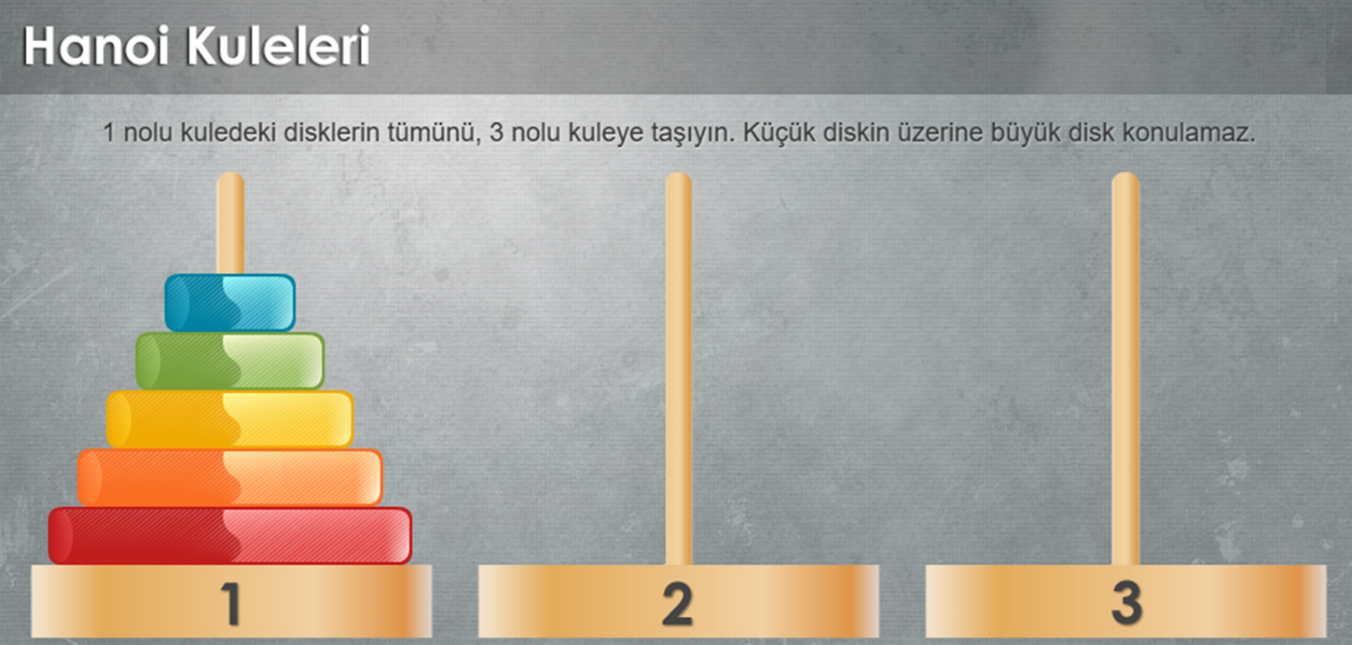 Hanoi Kuleleri
1 nolu kuledeki disklerin tümünü, 3 nolu kuleye taşıyın. Küçük diskin üzerine büyük disk konulamaz.
1 2 3